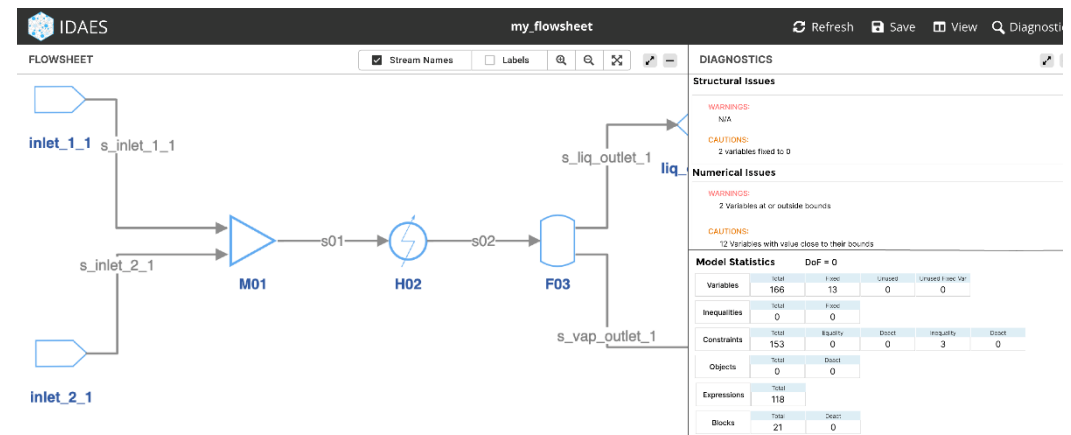 IDAES
my_flowsheet
Refresh Save View Diagnosti
FLOWSHEET
Stream Names Labels
inlet_1_1
s_inlet_1_1
s_inlet_2_1
inlet_2_1
M01
s01
H02
s02
F03
s_liq_outlet_1
liq_
s_vap_outlet_1
DIAGNOSTICS
Structural Issues
WARNINGS:
N/A
CAUTIONS:
2 variables fixed to 0
Numerical Issues
WARNINGS:
2 Variables at or outside bounds
CAUTIONS:
12 Variables with value close to their bounds
Model Statistics DoF = 0
Total Fixed Unused Unused Fixed Var
Variables 166 13 0 0
Total Fixed
Inequalities 0 0
Total Equality Deact Inequality Deact
Constraints 153 0 0 3 0
Total Deact
Objects 0 0
Total
Expressions 118
Total Deact
Blocks 21 0